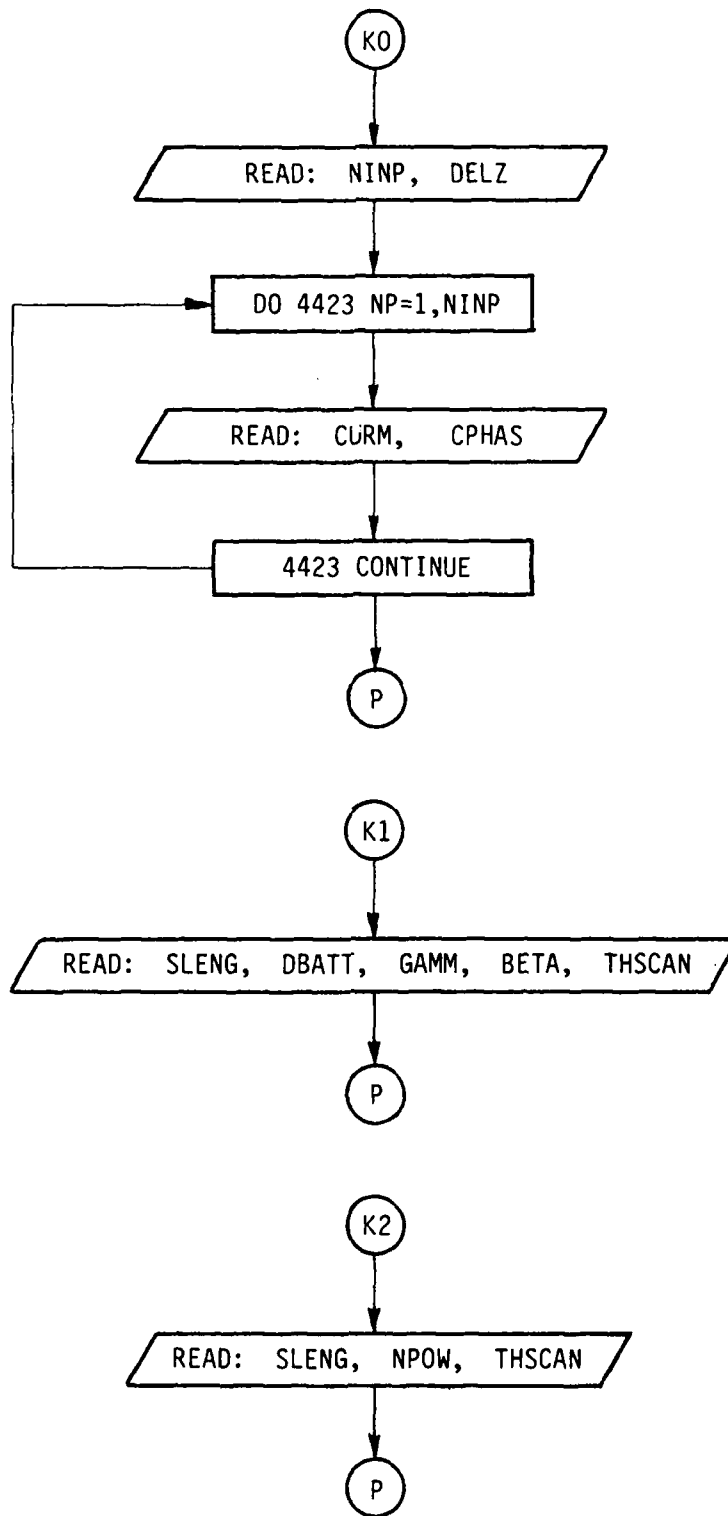 K0
READ: NINP, DELZ
DO 4423 NP=1,NINP
READ: CURM, CPHAS
4423 CONTINUE
P
K1
READ: SLENG, DBATT, GAMM, BETA, THSCAN
P
K2
READ: SLENG, NPOW, THSCAN
P